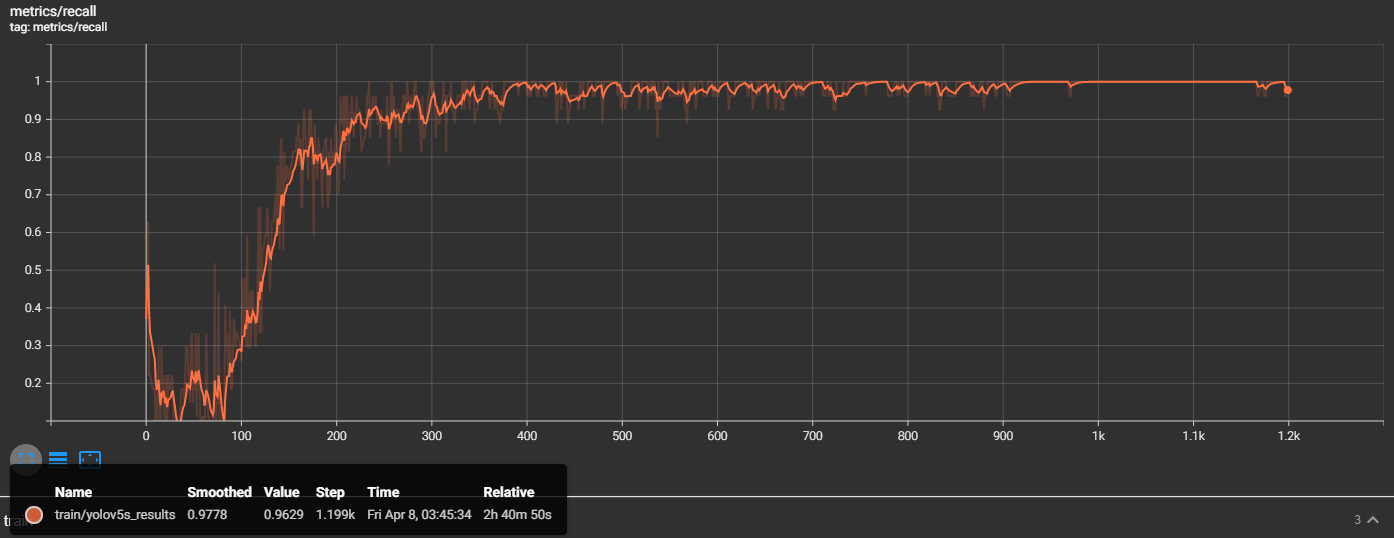 metrics/recall
tag: metrics/recall
1
0.9
0.8
0.7
0.6
0.5
0.4
0.3
0.2
0 100 200 300 400 500 600 700 800 900 1k 1.1k 1.2k
Name Smoothed Value Step Time Relative
train/yolov5s_results 0.9778 0.9629 1.199k Fri Apr 8, 03:45:34 2h 40m 50s
3